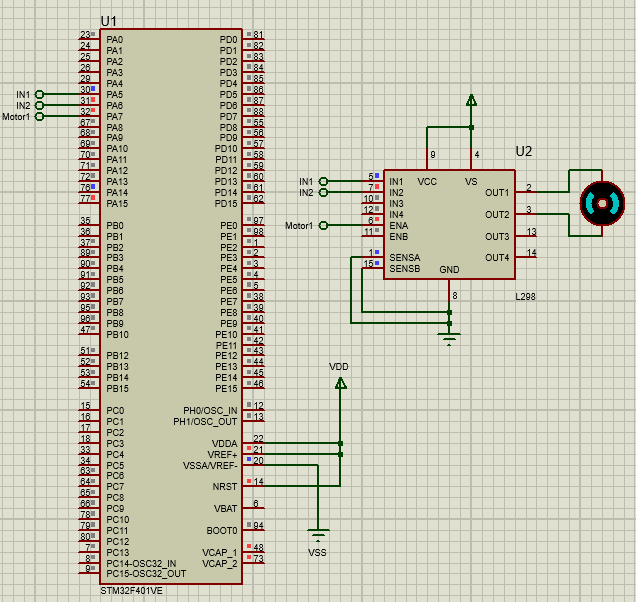 U1
23 PA0 PD0 81
24 PA1 PD1 82
25 PA2 PD2 83
26 PA3 PD3 84
29 PA4 PD4 85
IN1 30 PA5 PD5 86
IN2 31 PA6 PD6 87
Motor1 32 PA7 PD7 88
67 PA8 PD8 55
68 PA9 PD9 56
69 PA10 PD10 57
70 PA11 PD11 58
71 PA12 PD12 59
72 PA13 PD13 60
76 PA14 PD14 61
77 PA15 PD15 62
35 PB0 PE0 97
36 PB1 PE1 98
37 PB2 PE2 1
89 PB3 PE3 2
90 PB4 PE4 3
91 PB5 PE5 4
92 PB6 PE6 5
93 PB7 PE7 38
95 PB8 PE8 39
96 PB9 PE9 40
47 PB10 PE10 41
PE11 42
51 PB12 PE12 43
52 PB13 PE13 44
53 PB14 PE14 45
54 PB15 PE15 46
15 PC0 PH0/OSC_IN 12
16 PC1 PH1/OSC_OUT 13
17 PC2
18 PC3 VDDA 22
33 PC4 VREF+ 21
34 PC5 VSSA/VREF- 20
63 PC6
64 PC7 NRST 14
65 PC8
66 PC9 VBAT 6
78 PC10
79 PC11 BOOT0 94
80 PC12
7 PC13 VCAP_1 48
8 PC14-OSC32_IN VCAP_2 73
9 PC15-OSC32_OUT
STM32F401VE
VDD
VSS
U2
9 4
IN1 5 IN1 VCC VS OUT1 2
IN2 7 IN2
10 IN3 OUT2 3
12 IN4
Motor1 6 ENA
11 ENB OUT3 13
1 SENSA OUT4 14
15 SENSB GND
8
L298